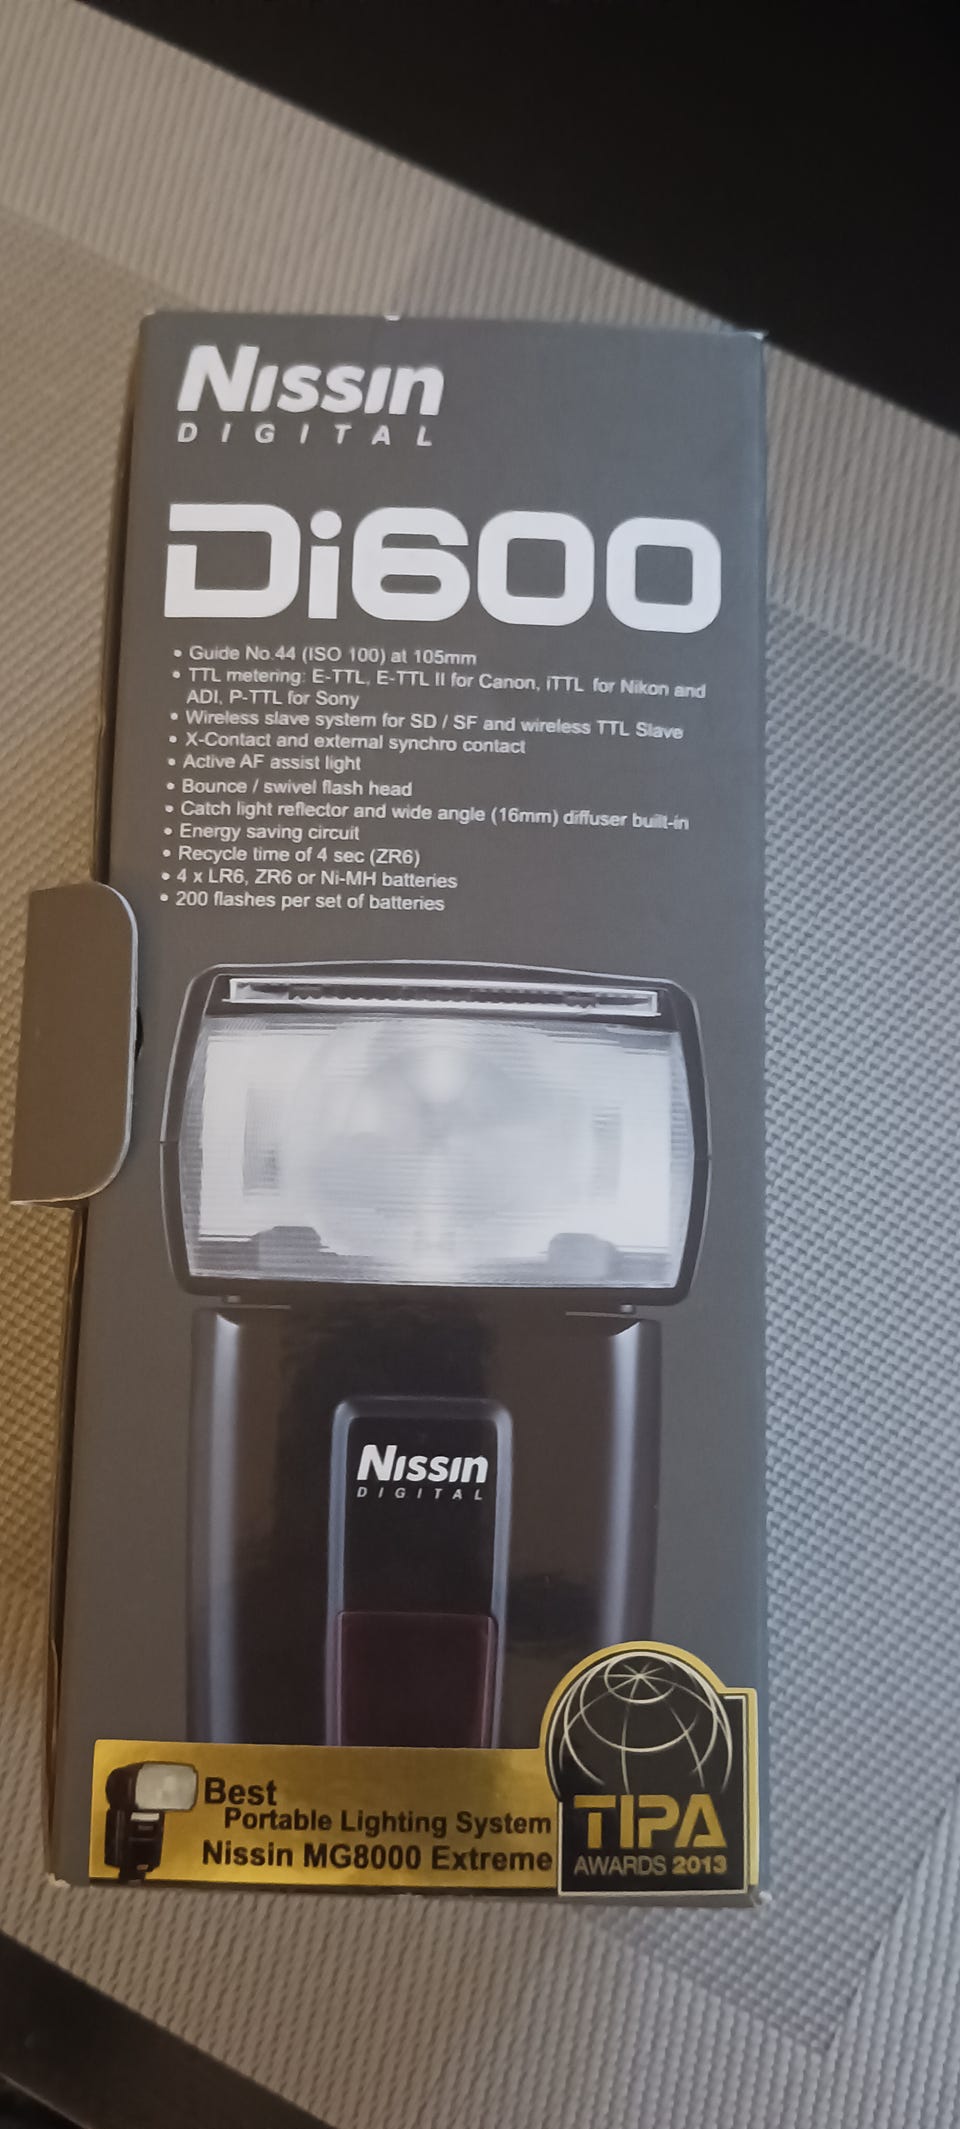 Nissin
DIGITAL
Di600
• Guide No.44 (ISO 100) at 105mm
• TTL metering: E-TTL, E-TTL II for Canon, iTTL for Nikon and
ADI, P-TTL for Sony
• Wireless slave system for SD / SF and wireless TTL Slave
• X-Contact and external synchro contact
• Active AF assist light
• Bounce / swivel flash head
• Catch light reflector and wide angle (16mm) diffuser built-in
• Energy saving circuit
• Recycle time of 4 sec (ZR6)
• 4 x LR6, ZR6 or Ni-MH batteries
• 200 flashes per set of batteries
Nissin
DIGITAL
Best
Portable Lighting System
Nissin MG8000 Extreme
TIPA
AWARDS 2013